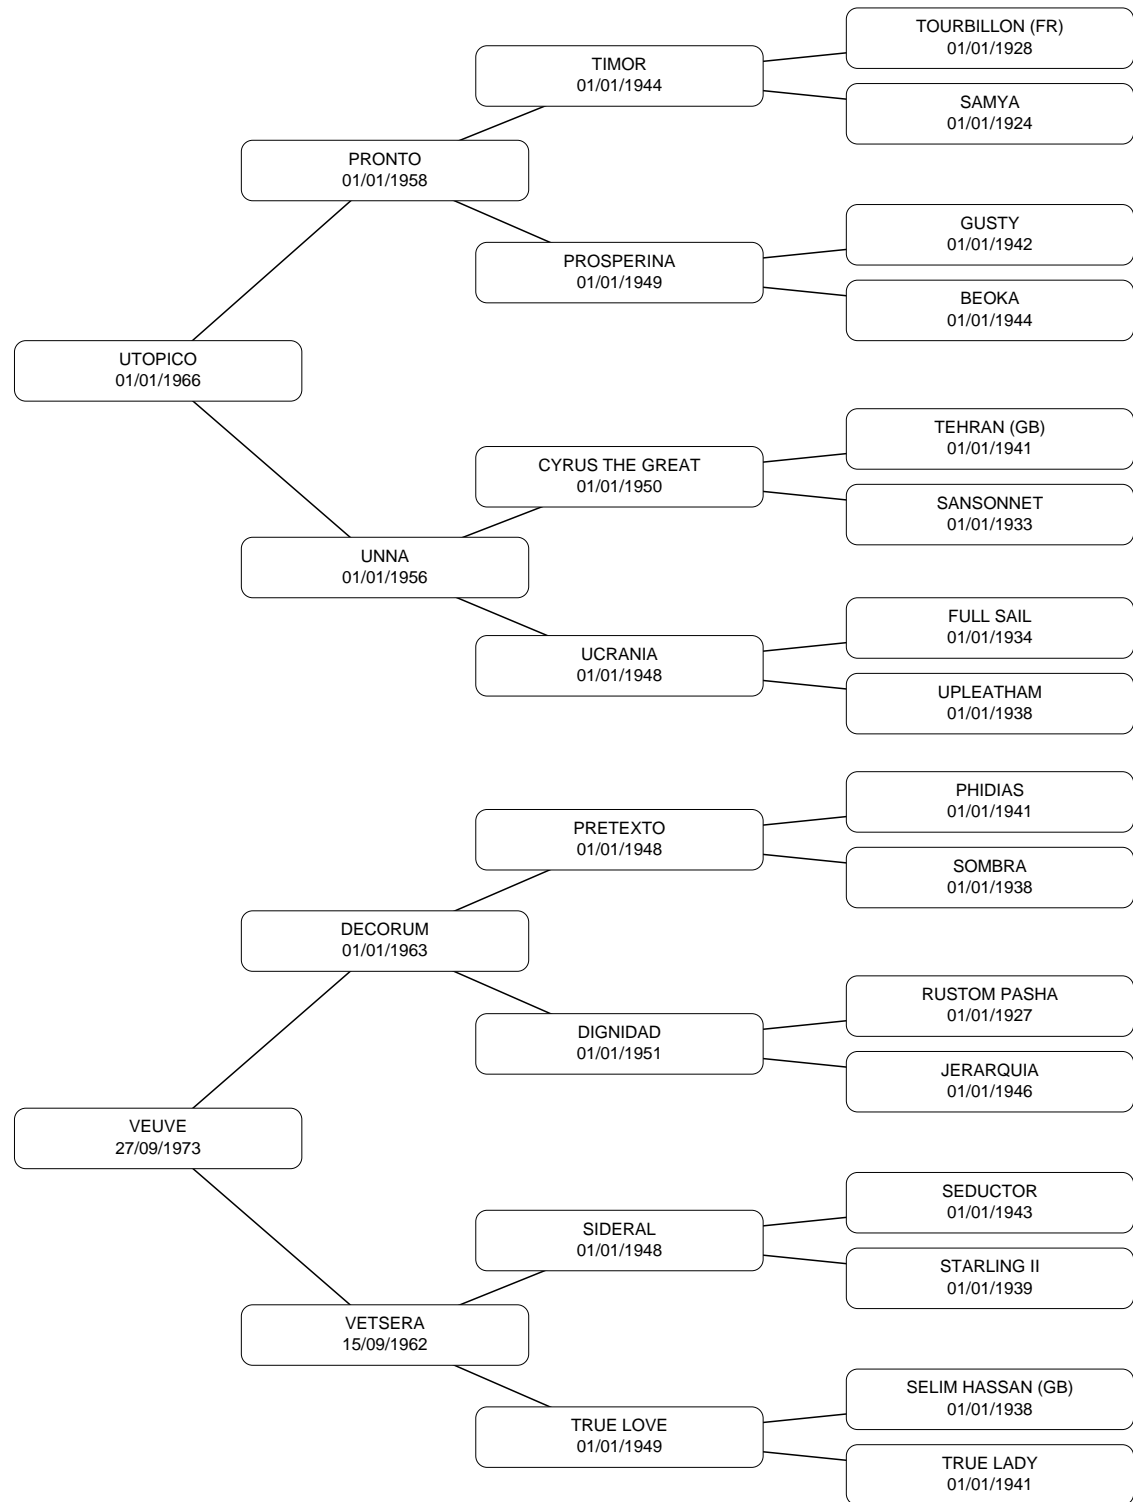 TOURBILLON (FR)
01/01/1928
TIMOR
01/01/1944
SAMYA
01/01/1924
PRONTO
01/01/1958
GUSTY
01/01/1942
PROSPERINA
01/01/1949
BEOKA
01/01/1944
UTOPICO
01/01/1966
TEHRAN (GB)
01/01/1941
CYRUS THE GREAT
01/01/1950
SANSONNET
01/01/1933
UNNA
01/01/1956
FULL SAIL
01/01/1934
UCRANIA
01/01/1948
UPLEATHAM
01/01/1938
PHIDIAS
01/01/1941
PRETEXTO
01/01/1948
SOMBRA
01/01/1938
DECORUM
01/01/1963
RUSTOM PASHA
01/01/1927
DIGNIDAD
01/01/1951
JERARQUIA
01/01/1946
VEUVE
27/09/1973
SEDUCTOR
01/01/1943
SIDERAL
01/01/1948
STARLING II
01/01/1939
VETSERA
15/09/1962
SELIM HASSAN (GB)
01/01/1938
TRUE LOVE
01/01/1949
TRUE LADY
01/01/1941